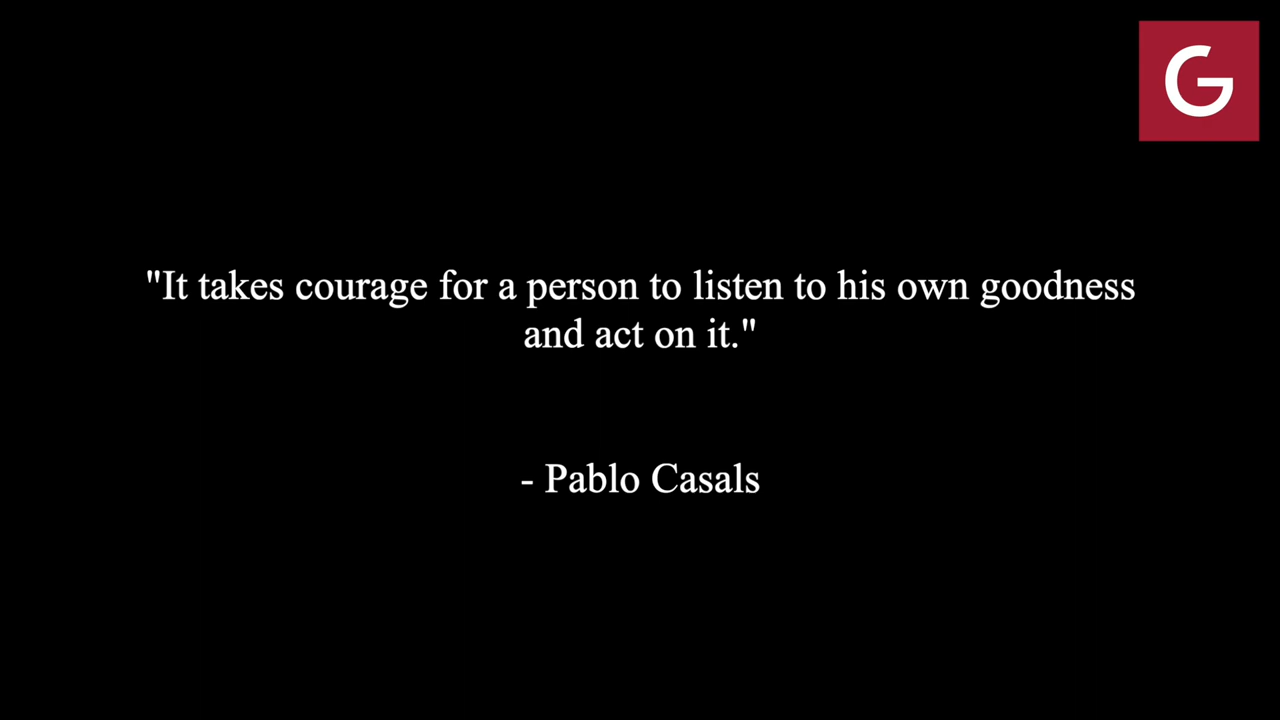 G
"It takes courage for a person to listen to his own goodness
and act on it."
- Pablo Casals